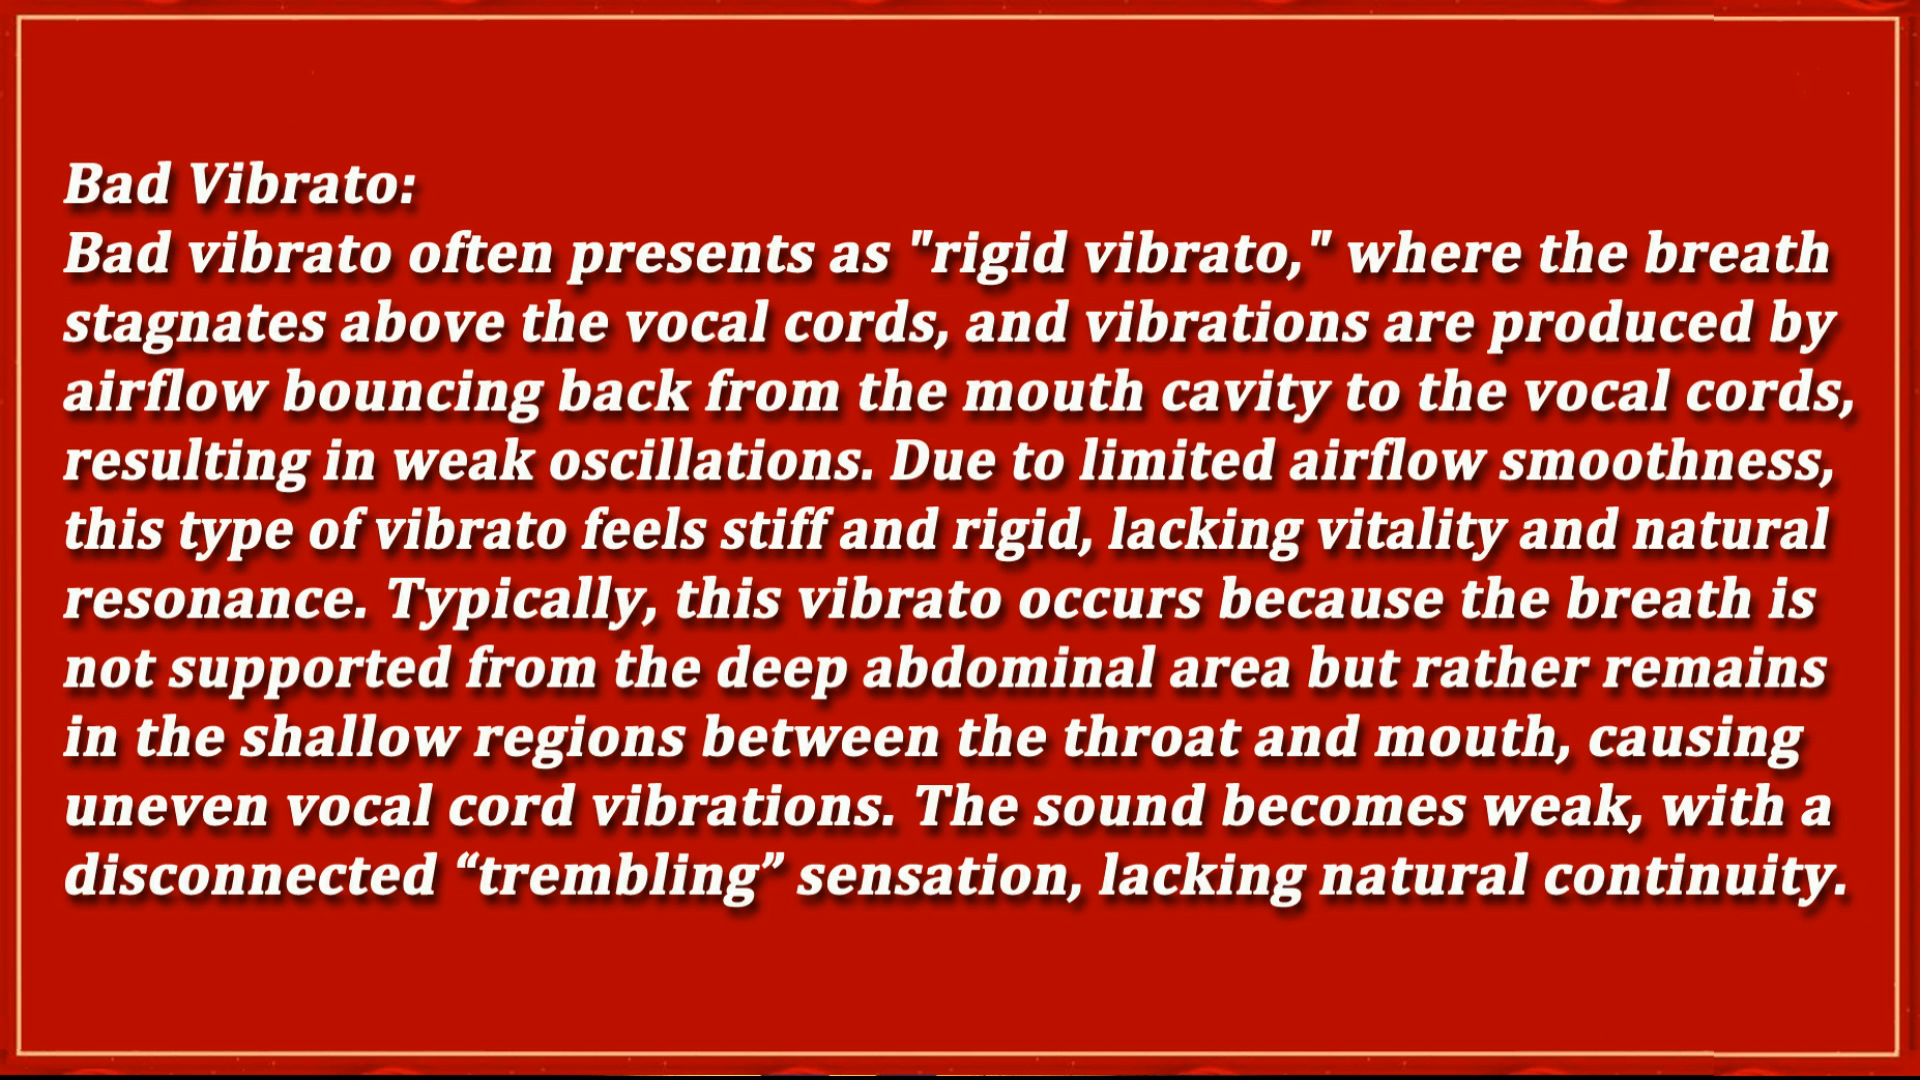 Bad Vibrato:
Bad vibrato often presents as "rigid vibrato," where the breath
stagnates above the vocal cords, and vibrations are produced by
airflow bouncing back from the mouth cavity to the vocal cords,
resulting in weak oscillations. Due to limited airflow smoothness,
this type of vibrato feels stiff and rigid, lacking vitality and natural
resonance. Typically, this vibrato occurs because the breath is
not supported from the deep abdominal area but rather remains
in the shallow regions between the throat and mouth, causing
uneven vocal cord vibrations. The sound becomes weak, with a
disconnected “trembling” sensation, lacking natural continuity.